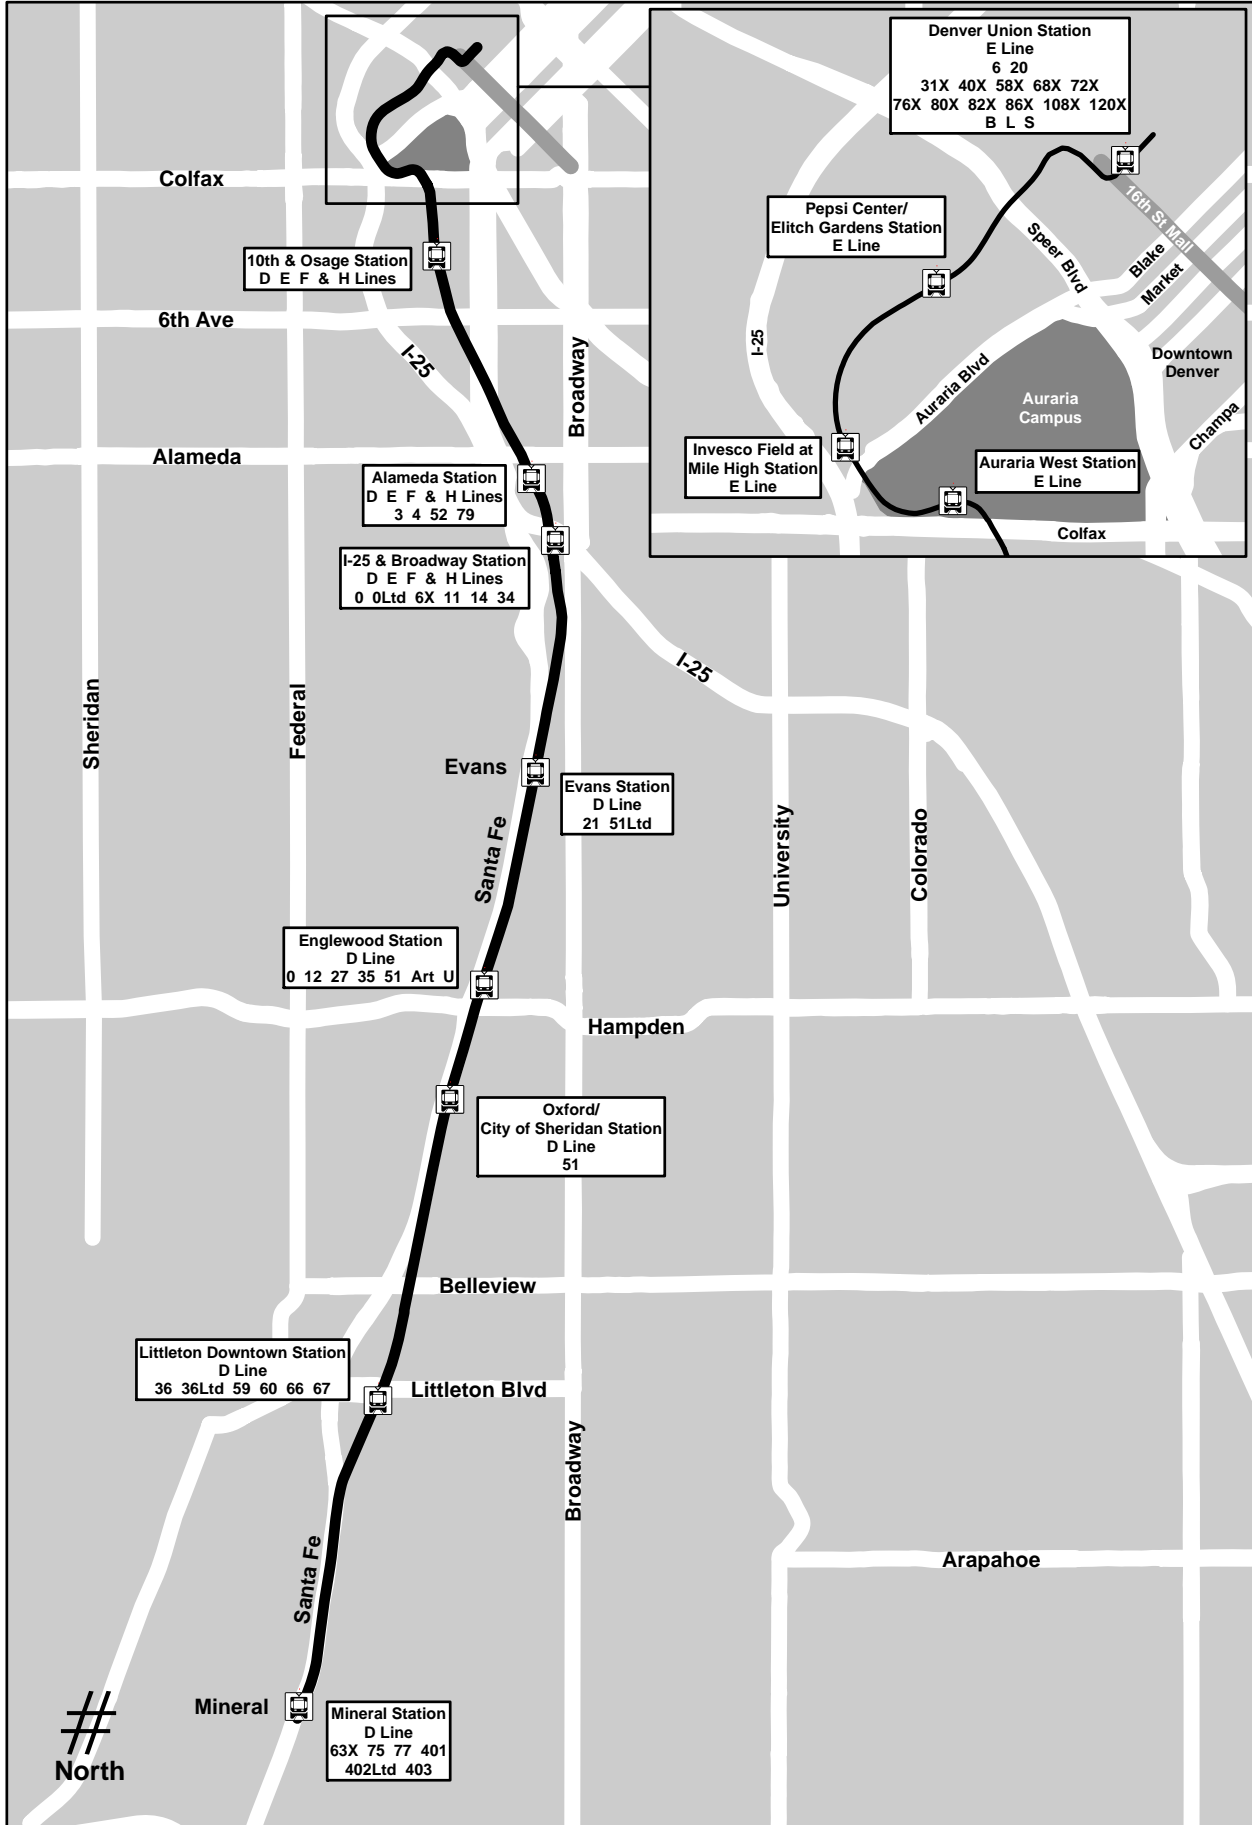 Denver Union Station
E Line
6 20
31X 40X 58X 68X 72X
76X 80X 82X 86X 108X 120X
B L S
16th St Mall
Pepsi Center/
Elitch Gardens Station
E Line
Speer Blvd
Blake
Market
I-25
Downtown
Denver
Auraria Blvd
Auraria
Campus
Champa
Invesco Field at
Mile High Station
E Line
Auraria West Station
E Line
Colfax
Colfax
10th & Osage Station
D E F & H Lines
6th Ave
I-25
Broadway
Alameda
Alameda Station
D E F & H Lines
3 4 52 79
I-25 & Broadway Station
D E F & H Lines
0 0Ltd 6X 11 14 34
I-25
Sheridan
Federal
Evans
Evans Station
D Line
21 51Ltd
Santa Fe
University
Colorado
Englewood Station
D Line
0 12 27 35 51 Art U
Hampden
Oxford/
City of Sheridan Station
D Line
51
Belleview
Littleton Downtown Station
D Line
36 36Ltd 59 60 66 67
Littleton Blvd
Broadway
Santa Fe
Arapahoe
Mineral
Mineral Station
D Line
63X 75 77 401
402Ltd 403
North